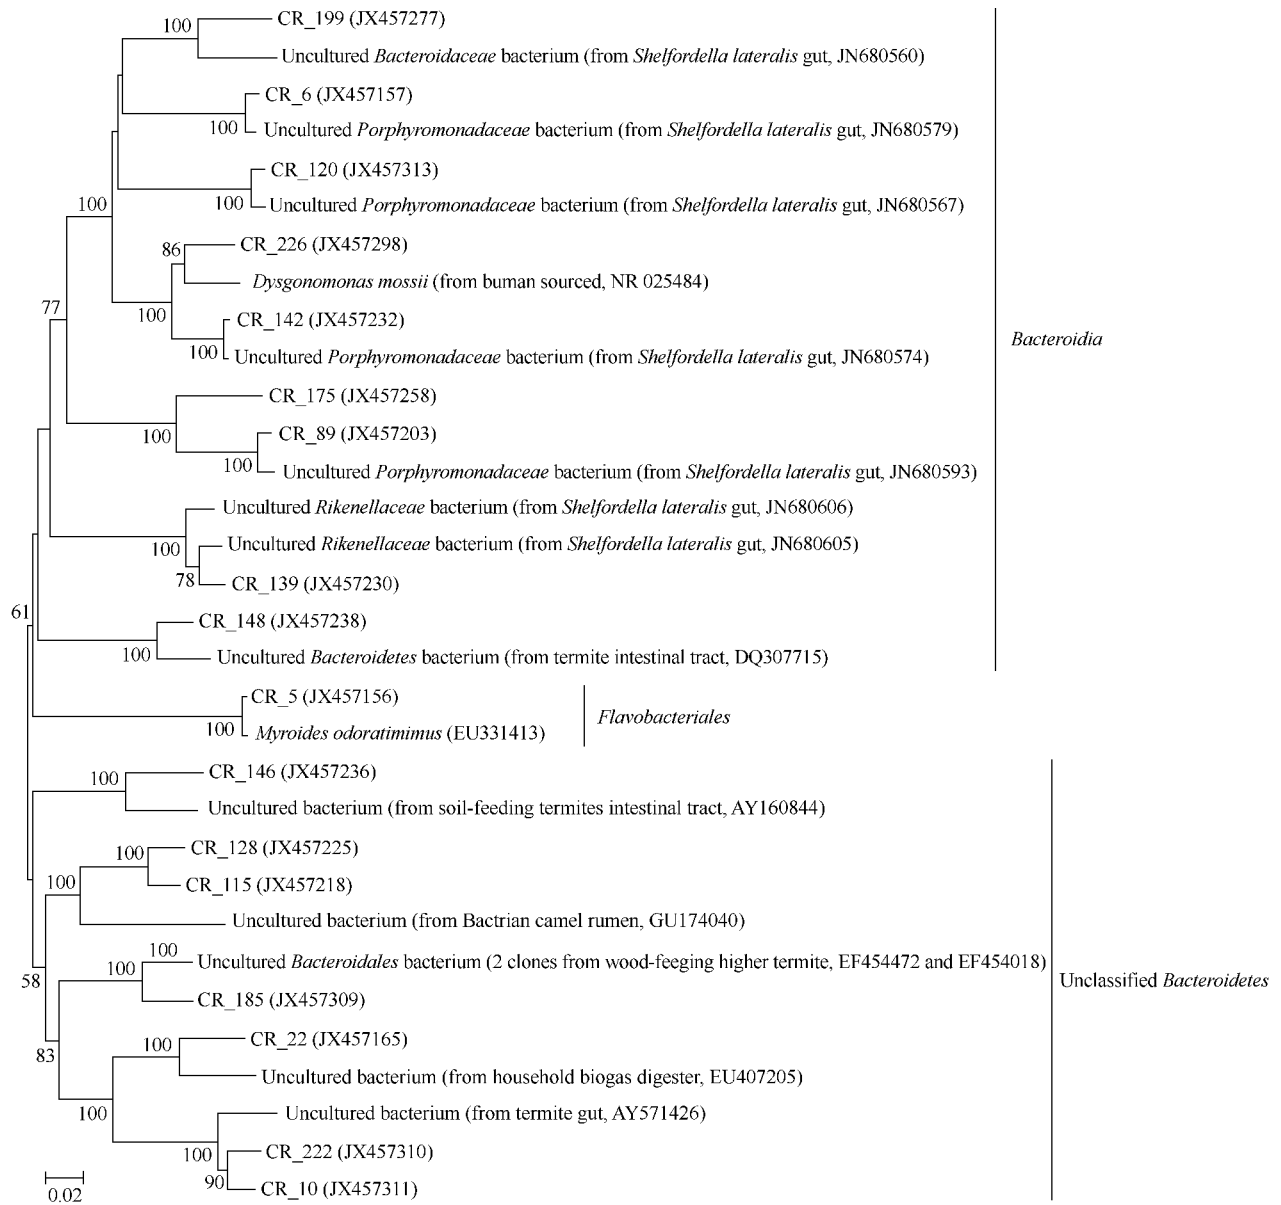 100
CR_199 (JX457277)
Uncultured Bacteroidaceae bacterium (from Shelfordella lateralis gut, JN680560)
CR_6 (JX457157)
100
Uncultured Porphyromonadaceae bacterium (from Shelfordella lateralis gut, JN680579)
CR_120 (JX457313)
100
Uncultured Porphyromonadaceae bacterium (from Shelfordella lateralis gut, JN680567)
100
86
CR_226 (JX457298)
Dysgonomonas mossii (from buman sourced, NR 025484)
77
100
CR_142 (JX457232)
100
Uncultured Porphyromonadaceae bacterium (from Shelfordella lateralis gut, JN680574)
Bacteroidia
CR_175 (JX457258)
100
CR_89 (JX457203)
100
Uncultured Porphyromonadaceae bacterium (from Shelfordella lateralis gut, JN680593)
Uncultured Rikenellaceae bacterium (from Shelfordella lateralis gut, JN680606)
100
Uncultured Rikenellaceae bacterium (from Shelfordella lateralis gut, JN680605)
78
CR_139 (JX457230)
61
CR_148 (JX457238)
100
Uncultured Bacteroidetes bacterium (from termite intestinal tract, DQ307715)
CR_5 (JX457156)
100
Myroides odoratimimus (EU331413)
Flavobacteriales
100
CR_146 (JX457236)
Uncultured bacterium (from soil-feeding termites intestinal tract, AY160844)
100
CR_128 (JX457225)
100
CR_115 (JX457218)
Uncultured bacterium (from Bactrian camel rumen, GU174040)
58
100
100
Uncultured Bacteroidales bacterium (2 clones from wood-feeging higher termite, EF454472 and EF454018)
CR_185 (JX457309)
Unclassified Bacteroidetes
83
100
CR_22 (JX457165)
Uncultured bacterium (from household biogas digester, EU407205)
100
Uncultured bacterium (from termite gut, AY571426)
100
CR_222 (JX457310)
90
CR_10 (JX457311)
0.02